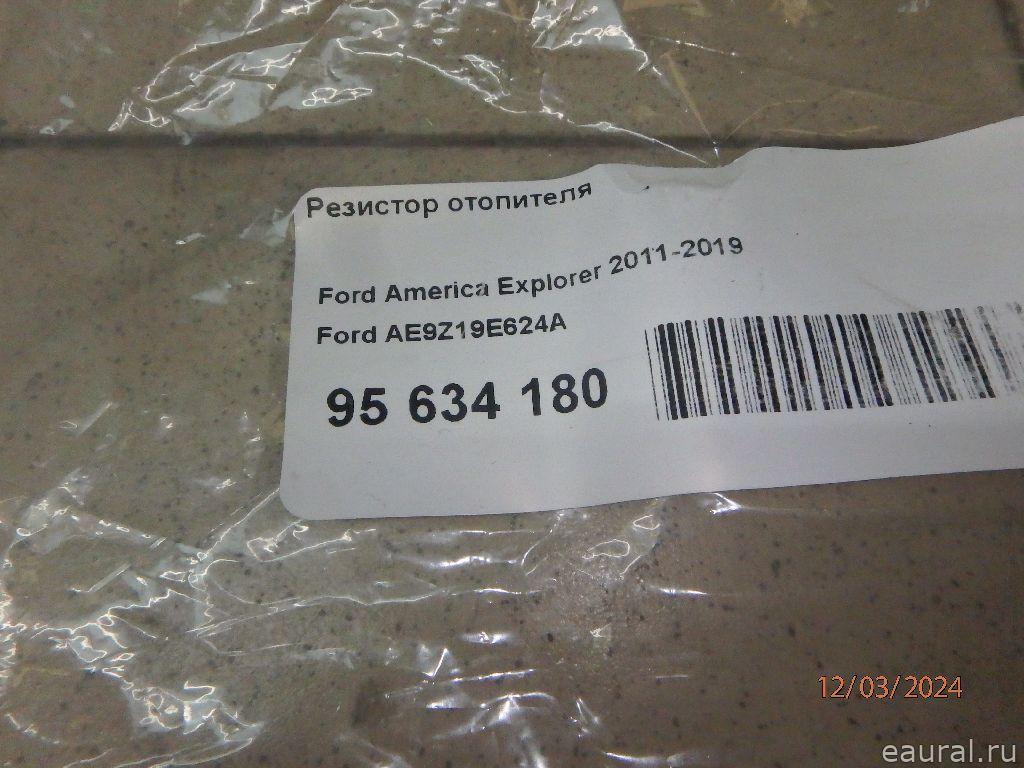 Резистор отопителя
Ford America Explorer 2011-2019
Ford AE9Z19E624A
95 634 180
12/03/2024
eaural.ru